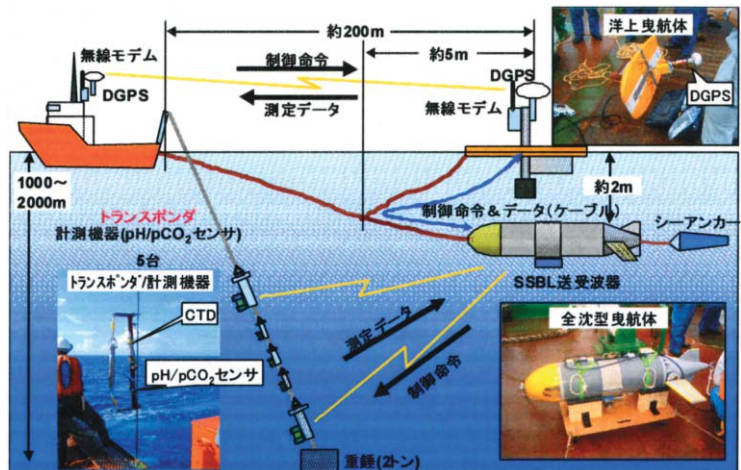 約200m
約5m
無線モデム
DGPS
制御命令
測定データ
DGPS
無線モデム
洋上曳航体
DGPS
1000~
2000m
約2m
トランスポンダ
計測機器(pH/pCO₂センサ)
5台
制御命令&データ(ケーブル)
シーアンカー
SSBL送受波器
トランスポンダ/計測機器
CTD
pH/pCO₂センサ
測定データ
制御命令
全沈型曳航体
重錘(2トン)